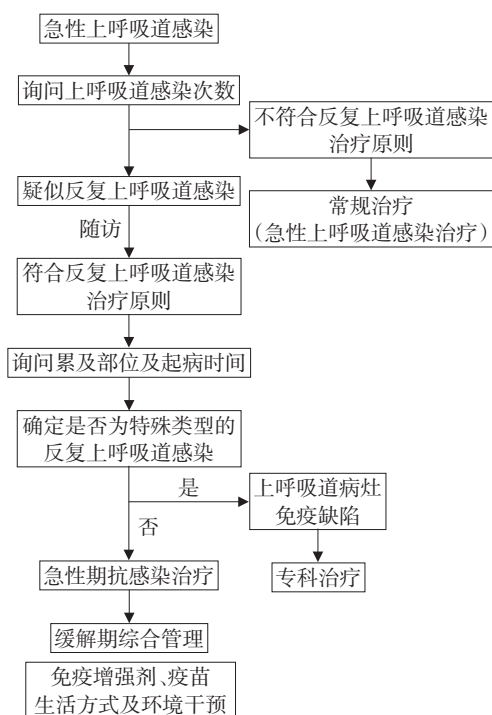 急性上呼吸道感染
询问上呼吸道感染次数
不符合反复上呼吸道感染
治疗原则
疑似反复上呼吸道感染
常规治疗
（急性上呼吸道感染治疗）
随访
符合反复上呼吸道感染
治疗原则
询问累及部位及起病时间
确定是否为特殊类型的
反复上呼吸道感染
是
上呼吸道病灶
免疫缺陷
否
急性期抗感染治疗
专科治疗
缓解期综合管理
免疫增强剂、疫苗
生活方式及环境干预